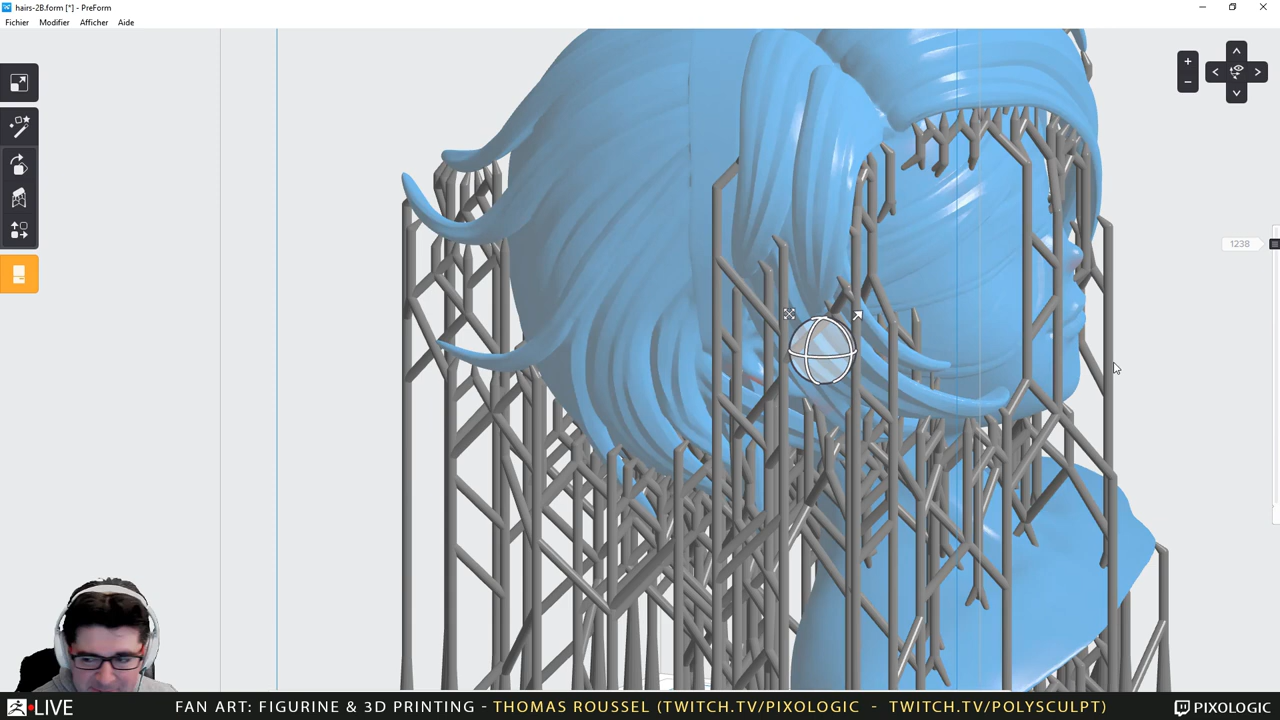 hairs-2B.form [*] - PreForm
Fichier Modifier Afficher Aide
+
-
1238
LIVE
FAN ART: FIGURINE & 3D PRINTING - THOMAS ROUSSEL (TWITCH.TV/PIXOLOGIC - TWITCH.TV/POLYSCULPT)
PIXOLOGIC